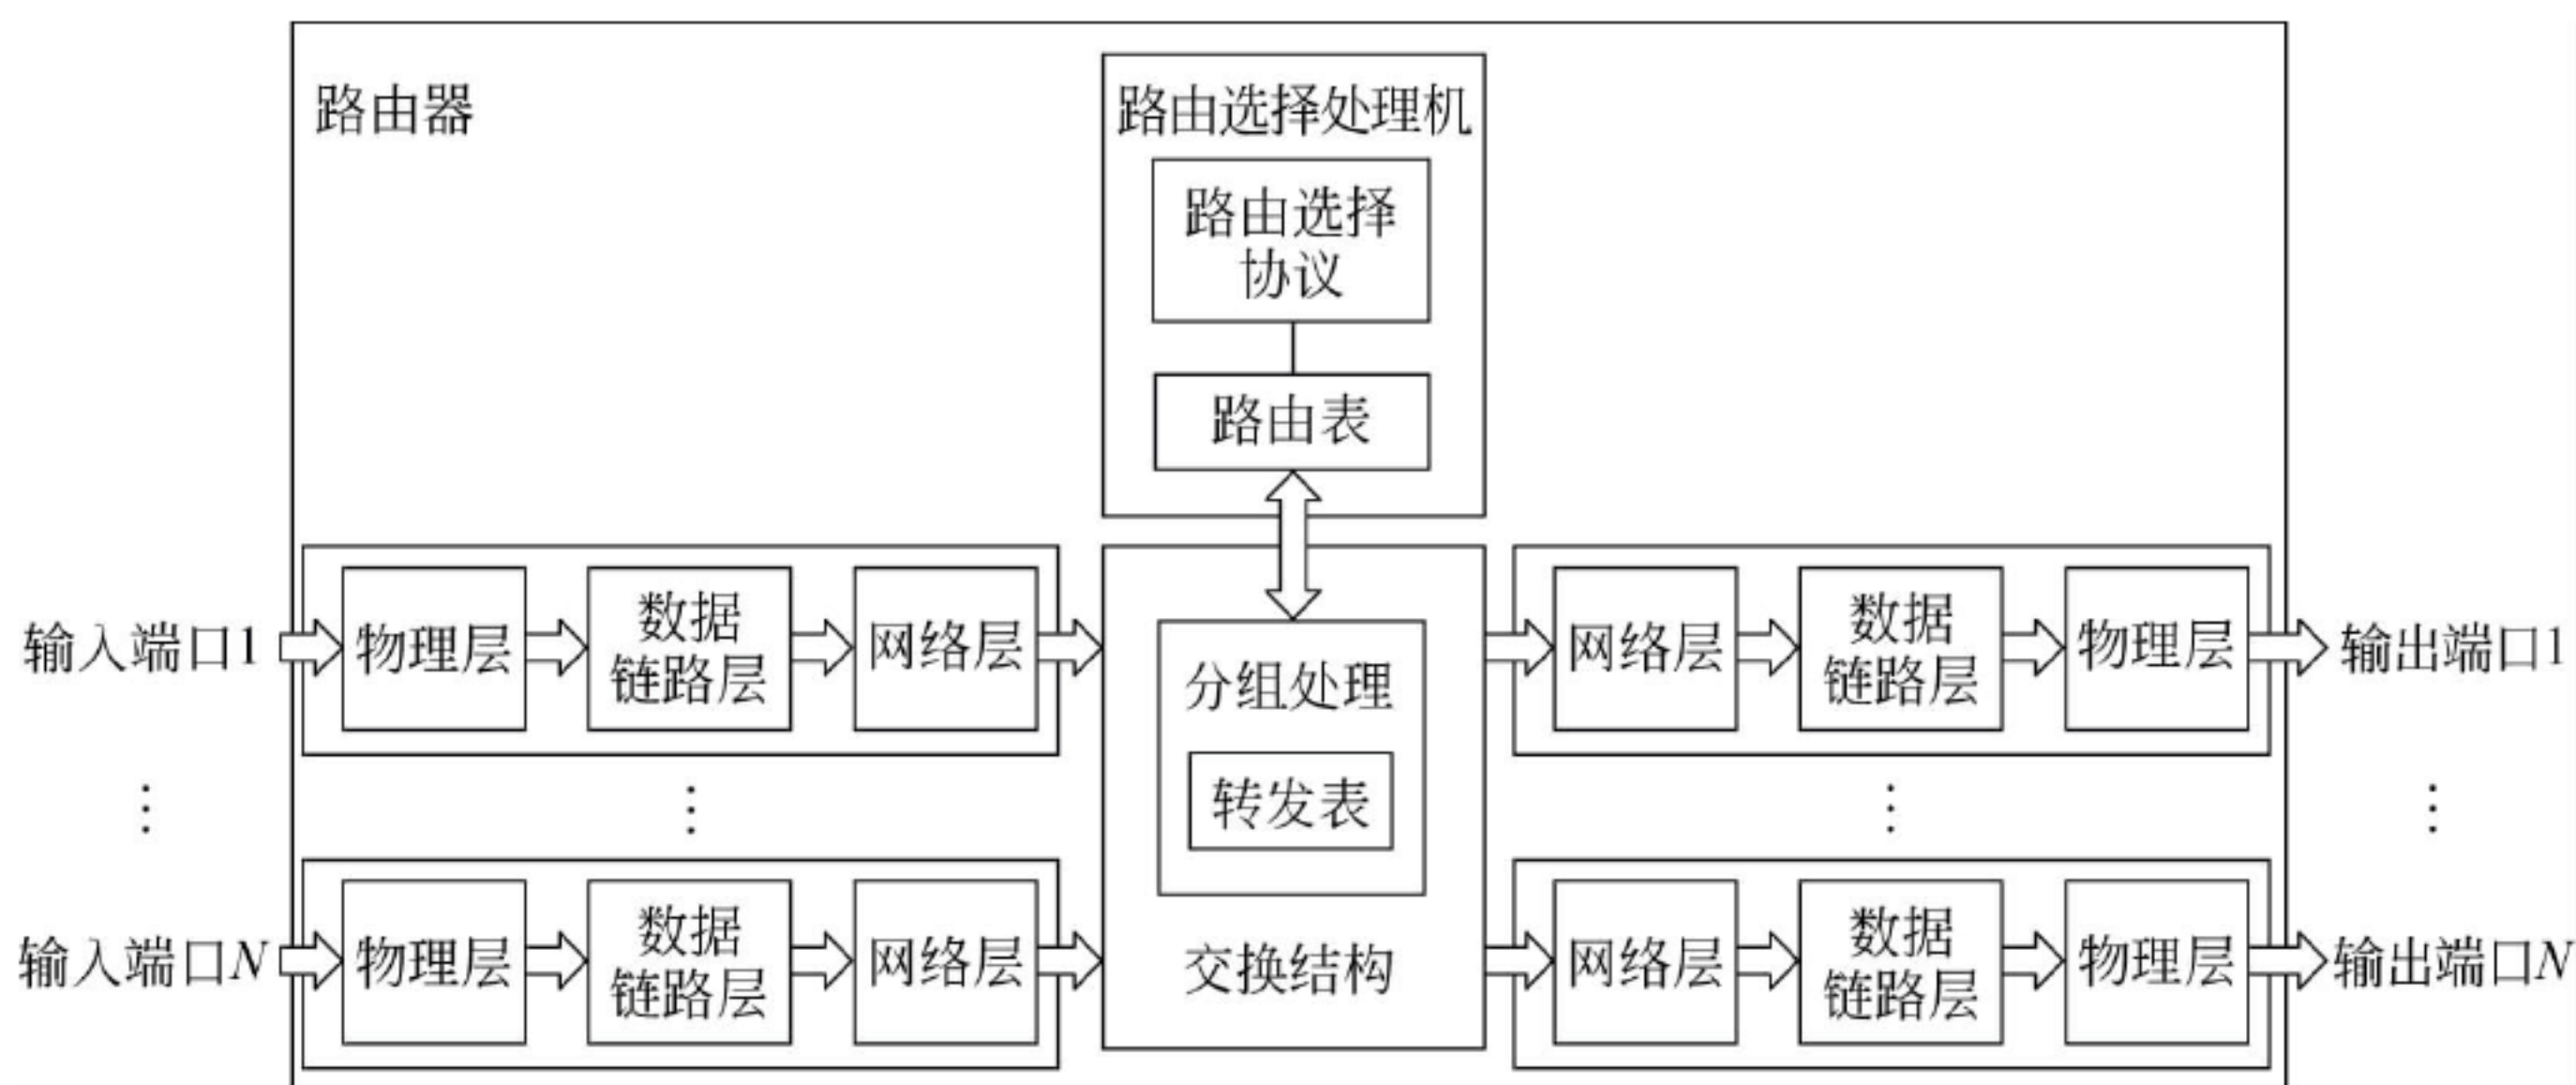 路由器
路由选择处理机
路由选择
协议
路由表
输入端口1
物理层
数据
链路层
网络层
分组处理
转发表
网络层
数据
链路层
物理层
输出端口1
⋮
⋮
⋮
⋮
输入端口N
物理层
数据
链路层
网络层
交换结构
网络层
数据
链路层
物理层
输出端口N